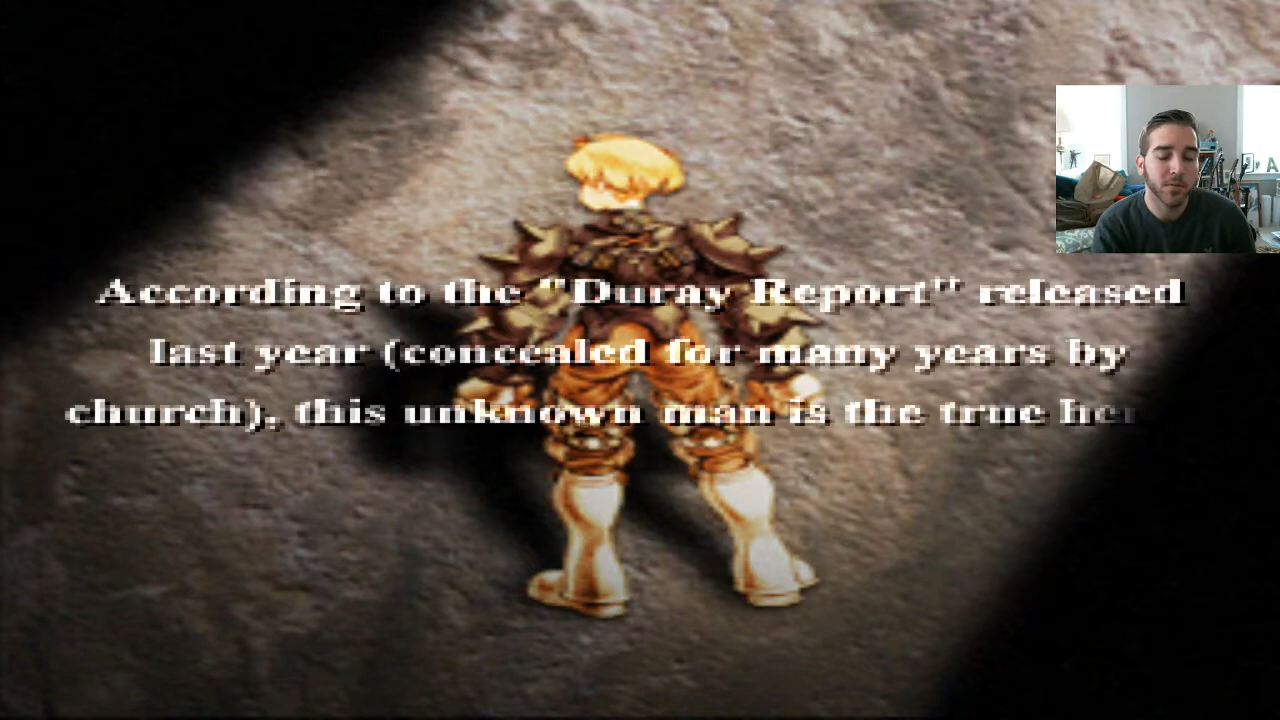 According to the "Duray Report" released
last year (concealed for many years by
church), this unknown man is the true her